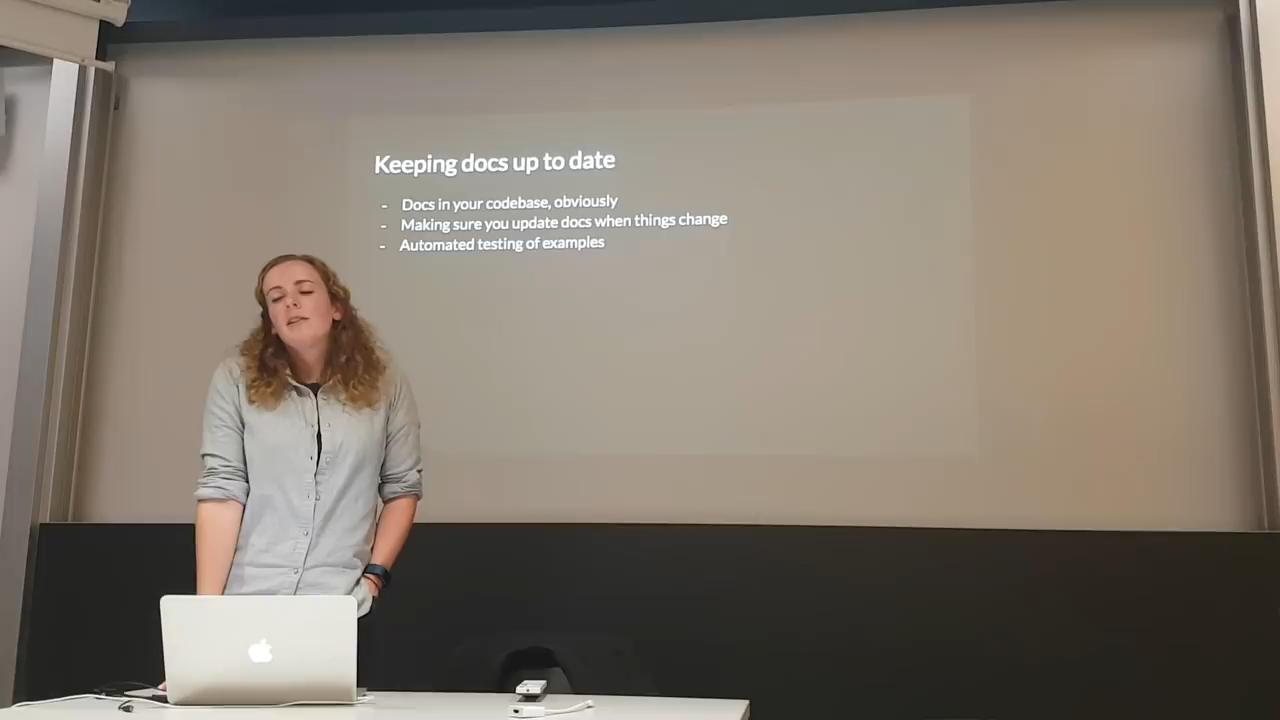 Keeping docs up to date
- Docs in your codebase, obviously
- Making sure you update docs when things change
- Automated testing of examples